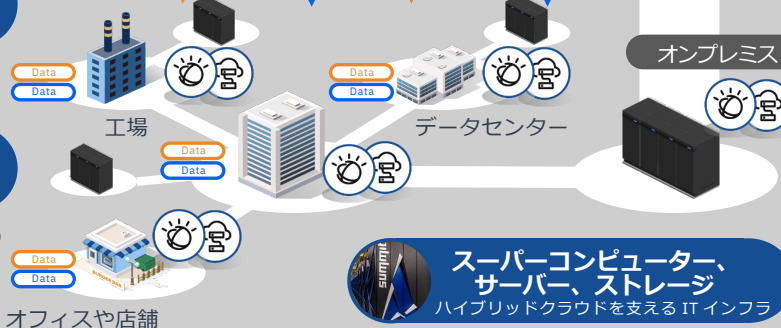 Data
Data
工場
Data
Data
データセンター
オンプレミス
Data
Data
Data
Data
BURGER BAR
オフィスや店舗
スーパーコンピューター、
サーバー、ストレージ
ハイブリッドクラウドを支える IT インフラ